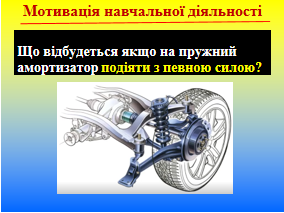 Мотивація навчальної діяльності
Що відбудеться якщо на пружний
амортизатор подіяти з певною силою?